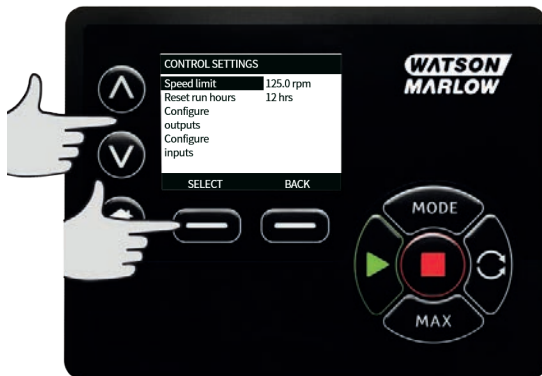 CONTROL SETTINGS
WATSON
MARLOW
Speed limit 125.0 rpm
Reset run hours 12 hrs
Configure
outputs
Configure
inputs
SELECT BACK
MODE
MAX